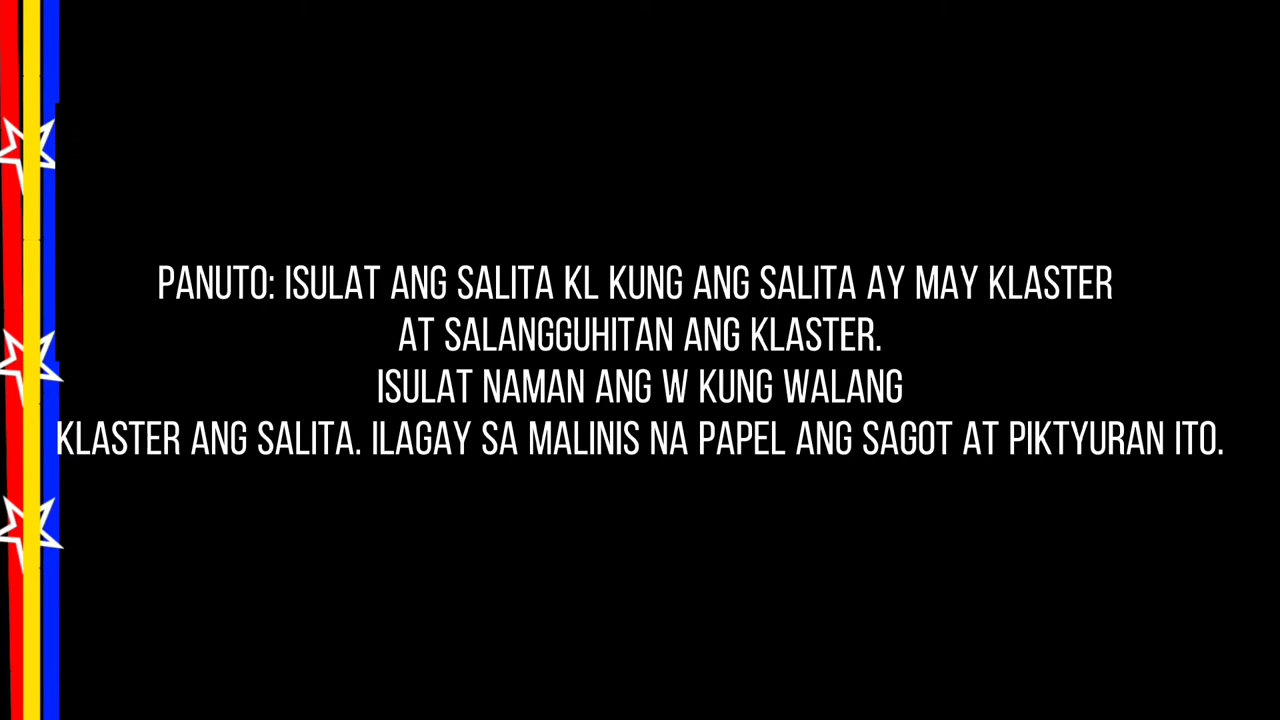 PANUTO: ISULAT ANG SALITA KL KUNG ANG SALITA AY MAY KLASTER
AT SALANGGUHITAN ANG KLASTER.
ISULAT NAMAN ANG W KUNG WALANG
KLASTER ANG SALITA. ILAGAY SA MALINIS NA PAPEL ANG SAGOT AT PIKTYURAN ITO.